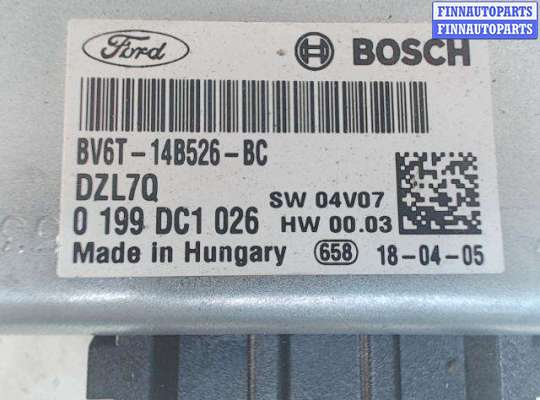 FINNAUTOPARTS
FINNAUTOPARTS
Ford BOSCH
BV6T-14B526-BC
DZL7Q
SW 04V07
0 199 DC1 026
HW 00.03
Made in Hungary 658 18-04-05